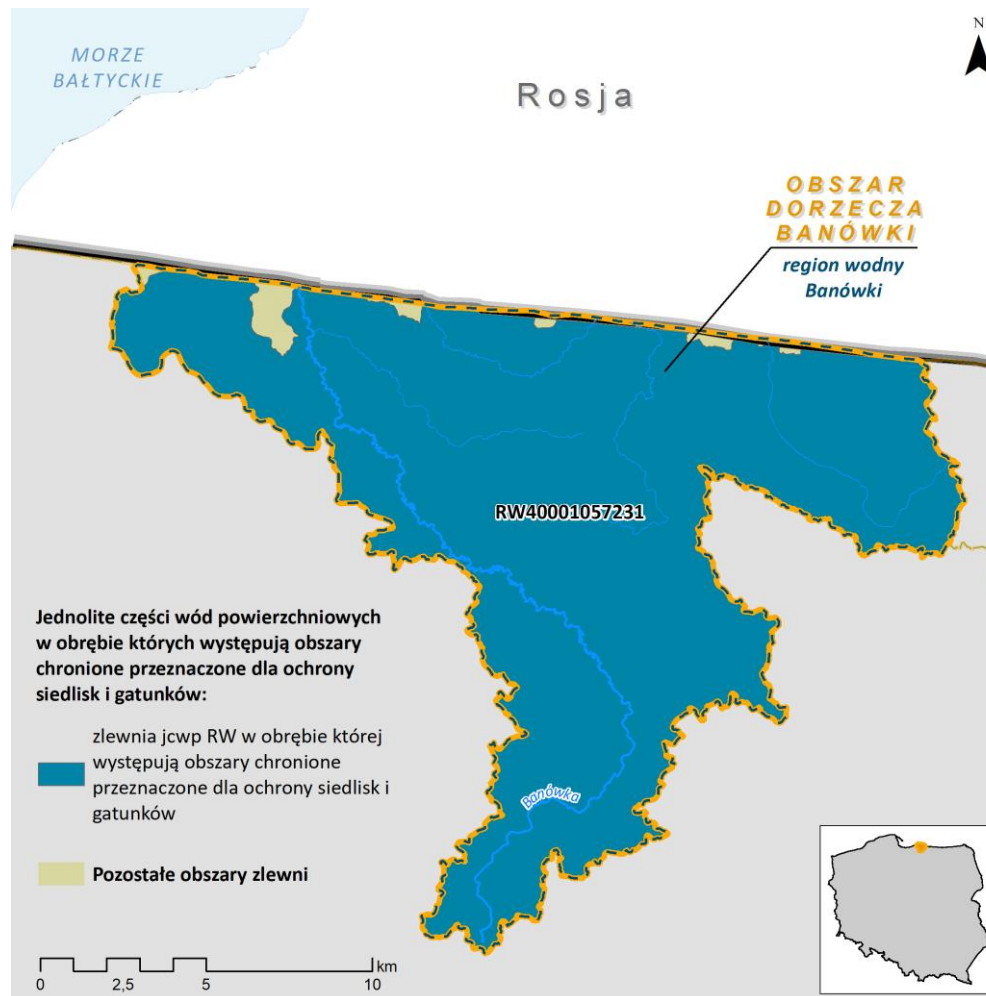 MORZE
BAŁTYCKIE
N
Rosja
OBSZAR
DORZECZA
BANÓWKI
region wodny
Banówki
RW40001057231
Jednolite części wód powierzchniowych
w obrębie których występują obszary
chronione przeznaczone dla ochrony
siedlisk i gatunków:
zlewnia jcwp RW w obrębie której
występują obszary chronione
przeznaczone dla ochrony siedlisk i
gatunków
Pozostałe obszary zlewni
Banówka
km
0 2,5 5 10